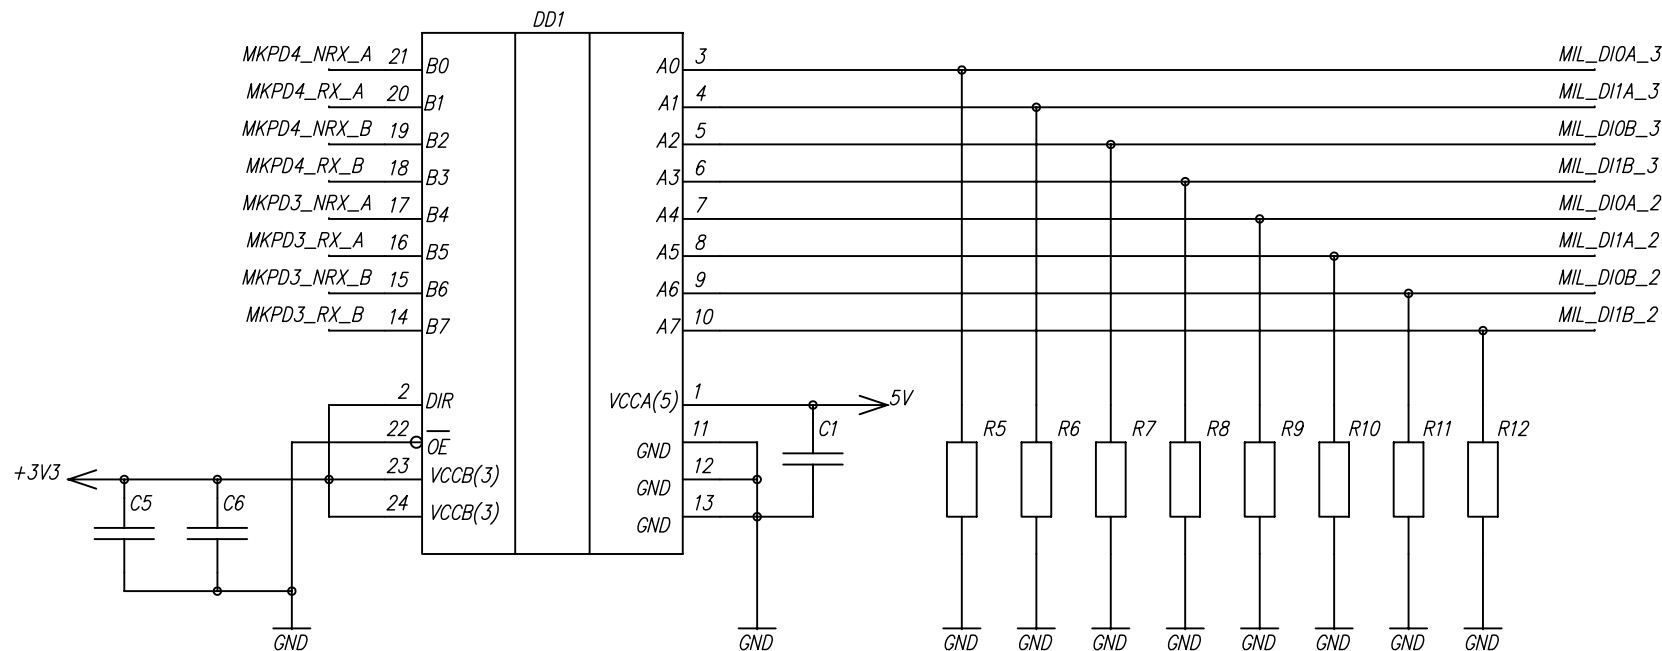 DD1
MKPD4_NRX_A 21 B0 A0 3 MIL_DI0A_3
MKPD4_RX_A 20 B1 A1 4 MIL_DI1A_3
MKPD4_NRX_B 19 B2 A2 5 MIL_DI0B_3
MKPD4_RX_B 18 B3 A3 6 MIL_DI1B_3
MKPD3_NRX_A 17 B4 A4 7 MIL_DI0A_2
MKPD3_RX_A 16 B5 A5 8 MIL_DI1A_2
MKPD3_NRX_B 15 B6 A6 9 MIL_DI0B_2
MKPD3_RX_B 14 B7 A7 10 MIL_DI1B_2
2 DIR VCCA(5) 1 5V
22 OE GND 11 C1 R5 R6 R7 R8 R9 R10 R11 R12
+3V3 23 VCCB(3) GND 12
C5 C6 24 VCCB(3) GND 13
GND GND GND GND GND GND GND GND GND GND